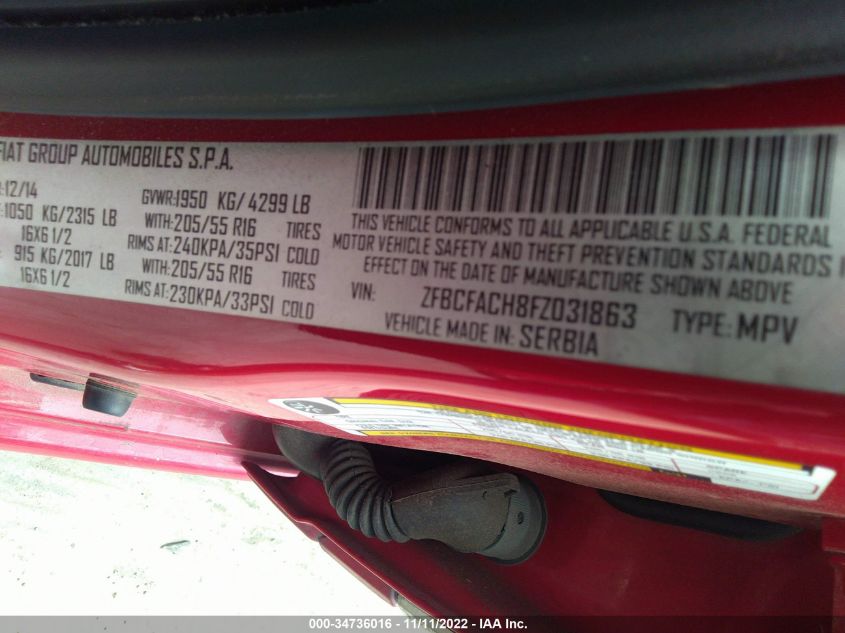 FIAT GROUP AUTOMOBILES S.P.A.
12/14
GVWR:1950 KG/4299 LB
1050 KG/2315 LB
WITH:205/55 R16 TIRES
16X6 1/2
RIMS AT:240KPA/35PSI COLD
915 KG/2017 LB
WITH:205/55 R16 TIRES
16X6 1/2
RIMS AT:230KPA/33PSI COLD
THIS VEHICLE CONFORMS TO ALL APPLICABLE U.S.A. FEDERAL
MOTOR VEHICLE SAFETY AND THEFT PREVENTION STANDARDS
EFFECT ON THE DATE OF MANUFACTURE SHOWN ABOVE
VIN: ZFBCFACH8FZ031863 TYPE:MPV
VEHICLE MADE IN:SERBIA
000-34736016 - 11/11/2022 - IAA Inc.